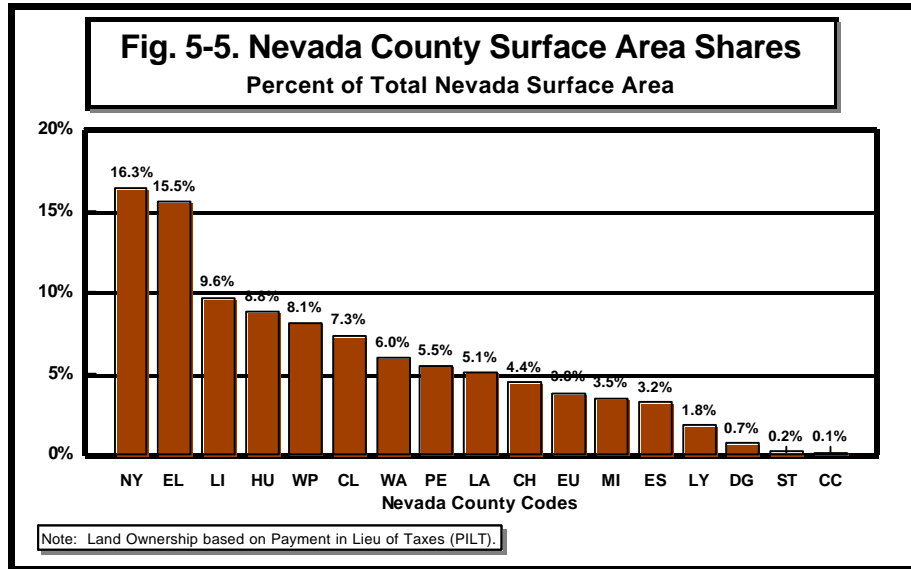 Fig. 5-5. Nevada County Surface Area Shares
Percent of Total Nevada Surface Area
20%
15%
10%
5%
0%
16.3% 15.5% 9.6% 8.8% 8.1% 7.3% 6.0% 5.5% 5.1% 4.4% 3.8% 3.5% 3.2% 1.8% 0.7% 0.2% 0.1%
NY EL LI HU WP CL WA PE LA CH EU MI ES LY DG ST CC
Nevada County Codes
Note: Land Ownership based on Payment in Lieu of Taxes (PILT).